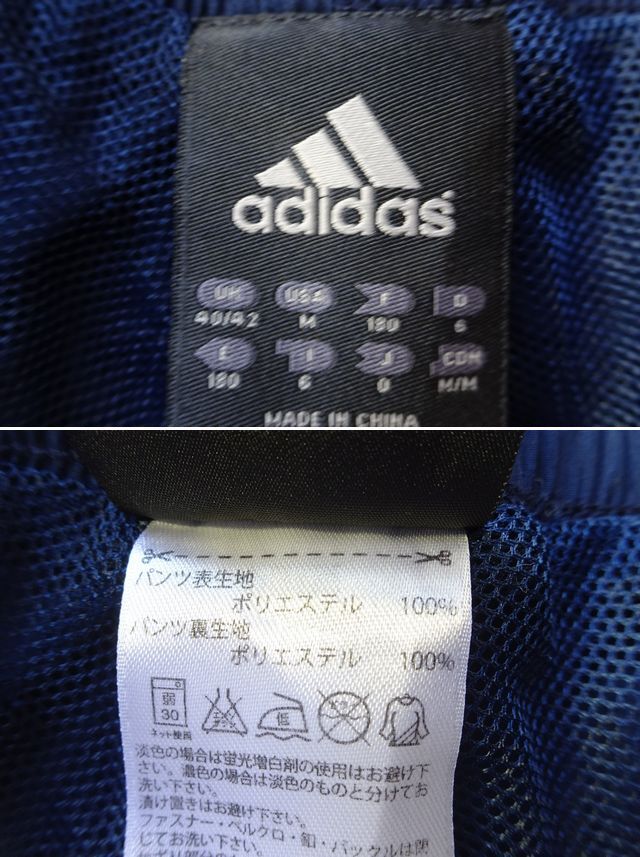 adidas
UK USA F D
40/42 M 180 6
E I J CDN
180 6 O M/M
MADE IN CHINA
パンツ表生地
ポリエステル 100%
パンツ裏生地
ポリエステル 100%
弱
30
低
ネット使用
淡色の場合は蛍光増白剤の使用はお避け下
さい。濃色の場合は淡色のものと分けてお
洗い下さい。
漬け置きはお避け下さい。
ファスナー・ベルクロ・釦・バックルは閉
じてお洗い下さい。